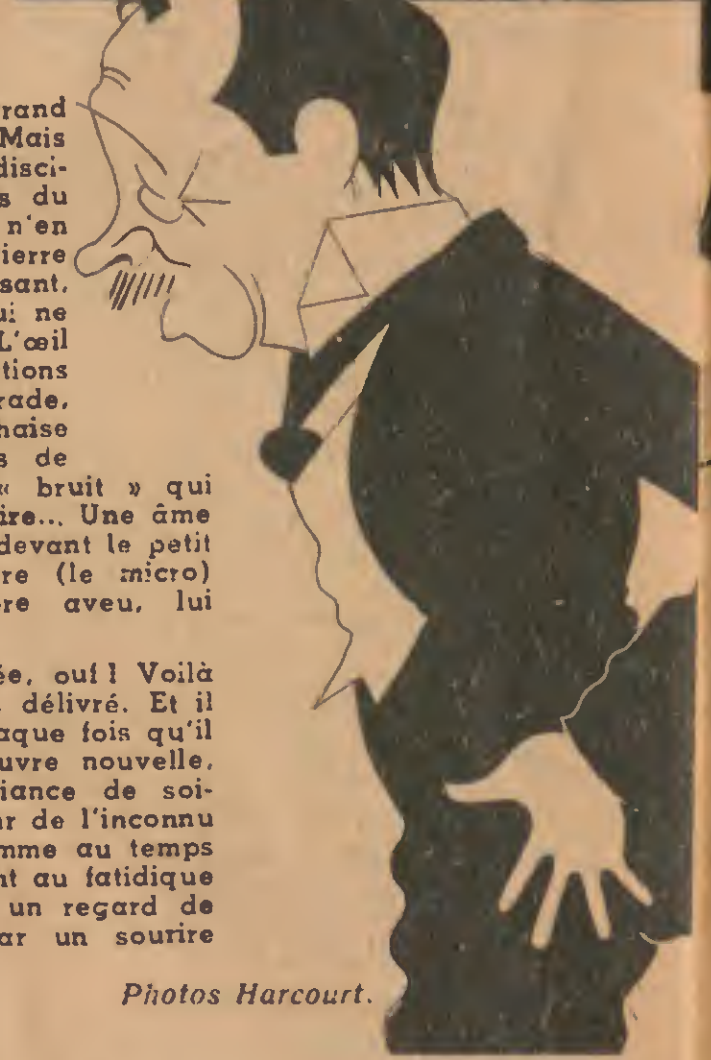 rand
Mais
disci-
s du
n'en
ierre
sant,
ui ne
L'œil
tions
rade,
haise
s de
« bruit » qui
ire... Une âme
devant le petit
re (le micro)
re aveu, lui
ée, ouf ! Voilà
délivré. Et il
aque fois qu'il
uvre nouvelle,
iance de soi-
ur de l'inconnu
mme au temps
nt au fatidique
un regard de
ar un sourire
Photos Harcourt.